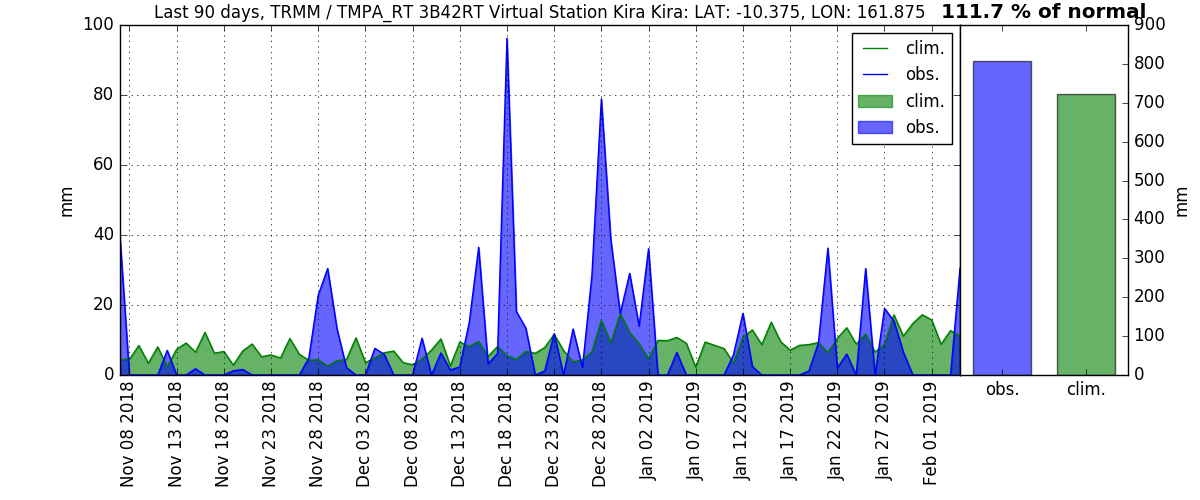 Last 90 days, TRMM / TMPA_RT 3B42RT Virtual Station Kira Kira: LAT: -10.375, LON: 161.875 111.7 % of normal
mm
100
80
60
40
20
0
clim.
obs.
clim.
obs.
Nov 08 2018
Nov 13 2018
Nov 18 2018
Nov 23 2018
Nov 28 2018
Dec 03 2018
Dec 08 2018
Dec 13 2018
Dec 18 2018
Dec 23 2018
Dec 28 2018
Jan 02 2019
Jan 07 2019
Jan 12 2019
Jan 17 2019
Jan 22 2019
Jan 27 2019
Feb 01 2019
900
800
700
600
500
400
300
200
100
0
mm
obs. clim.